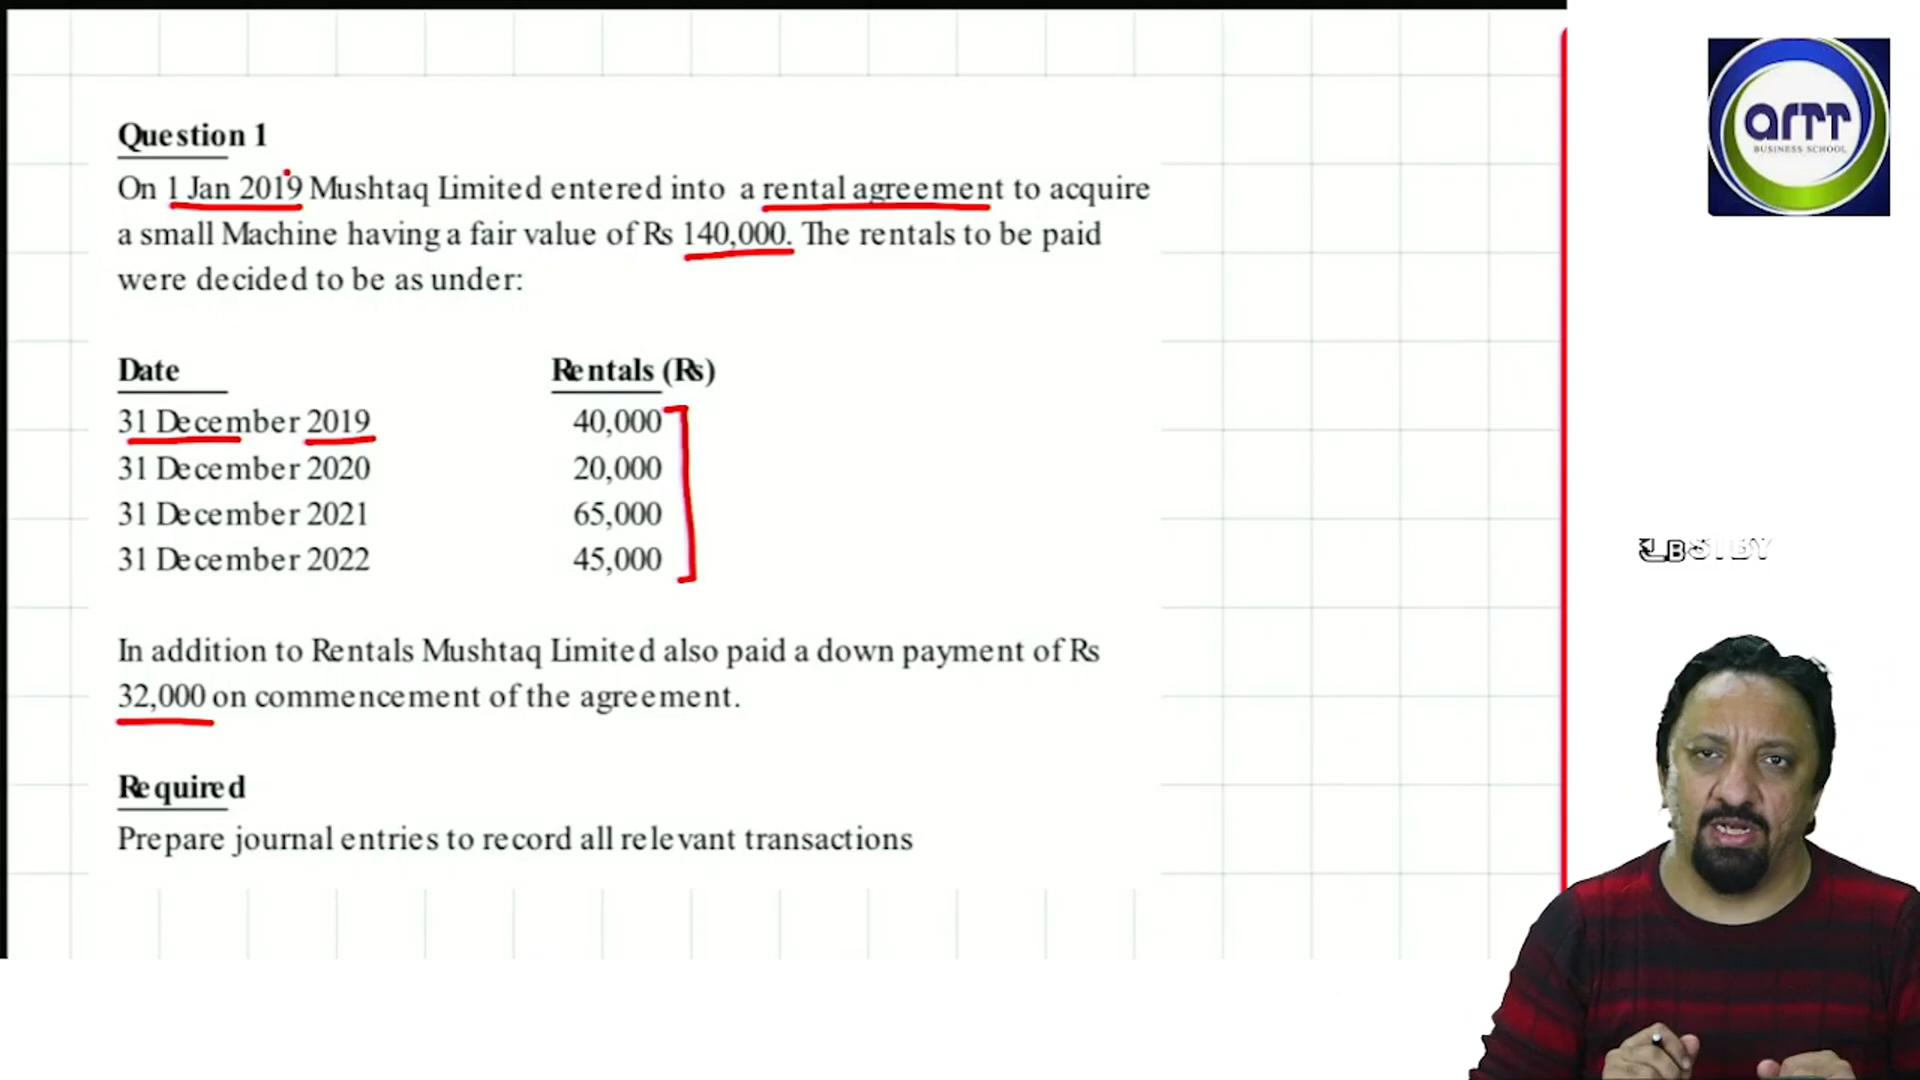 Question 1
On 1 Jan 2019 Mushtaq Limited entered into a rental agreement to acquire
a small Machine having a fair value of Rs 140,000. The rentals to be paid
were decided to be as under:
Date Rentals (Rs)
31 December 2019 40,000
31 December 2020 20,000
31 December 2021 65,000
31 December 2022 45,000
In addition to Rentals Mushtaq Limited also paid a down payment of Rs
32,000 on commencement of the agreement.
Required
Prepare journal entries to record all relevant transactions
artt
BUSINESS SCHOOL